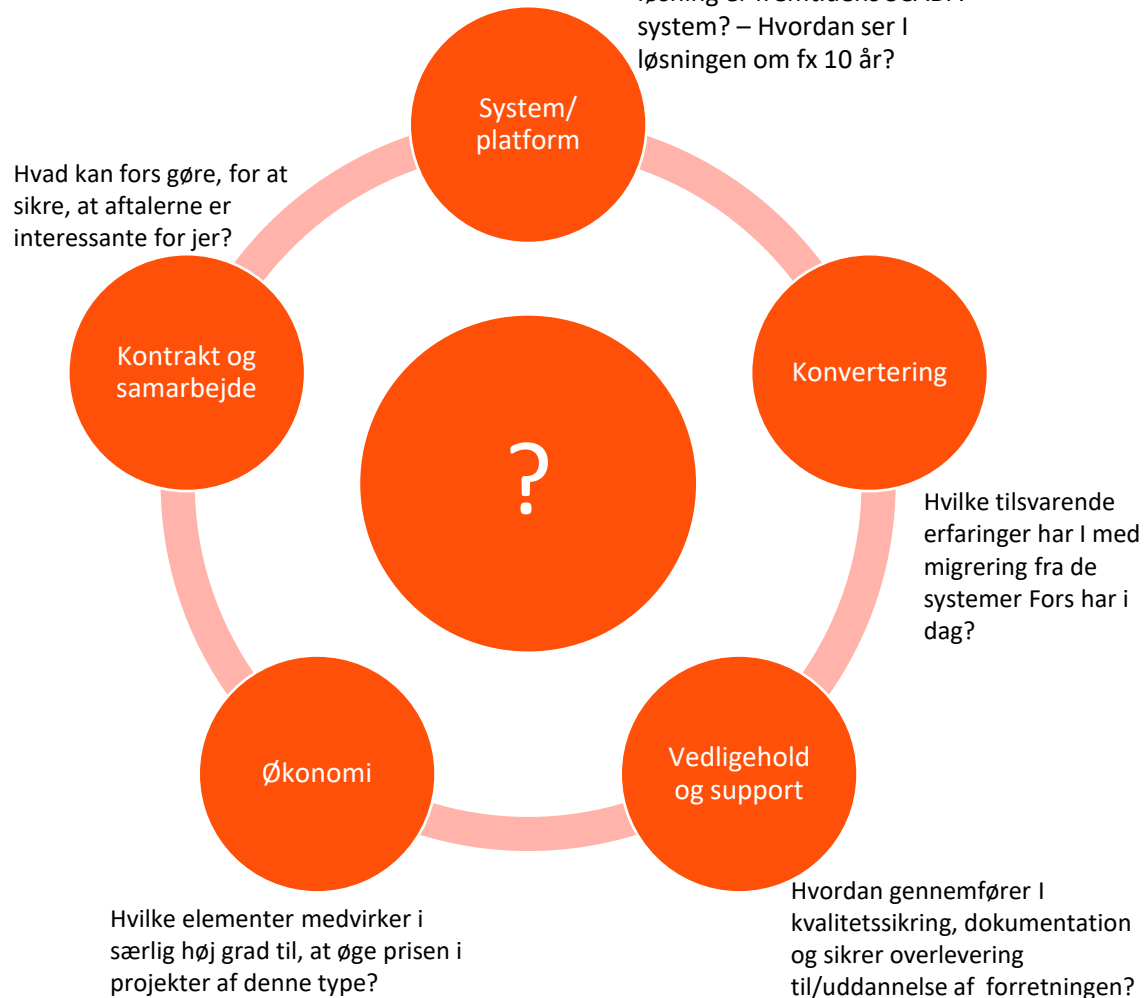 system? – Hvordan ser I
løsningen om fx 10 år?
System/
platform
Hvad kan fors gøre, for at
sikre, at aftalerne er
interessante for jer?
Kontrakt og
samarbejde
Konvertering
?
Hvilke tilsvarende
erfaringer har I med
migrering fra de
systemer Fors har i
dag?
Økonomi
Vedligehold
og support
Hvilke elementer medvirker i
særlig høj grad til, at øge prisen i
projekter af denne type?
Hvordan gennemfører I
kvalitetssikring, dokumentation
og sikrer overlevering
til/uddannelse af forretningen?